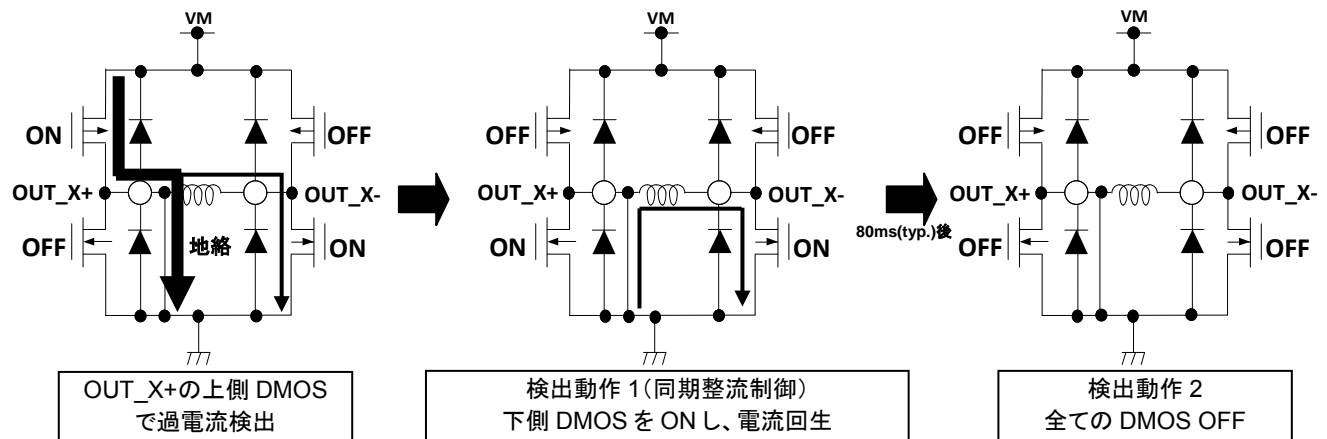 VM
ON
OFF
OUT_X+
OUT_X-
OFF
地絡
ON
VM
OFF
OFF
OUT_X+
OUT_X-
ON
ON
80ms(typ.)後
VM
OFF
OFF
OUT_X+
OUT_X-
OFF
OFF
OUT_X+の上側 DMOS
で過電流検出
検出動作 1(同期整流制御)
下側 DMOS を ON し、電流回生
検出動作 2
全ての DMOS OFF